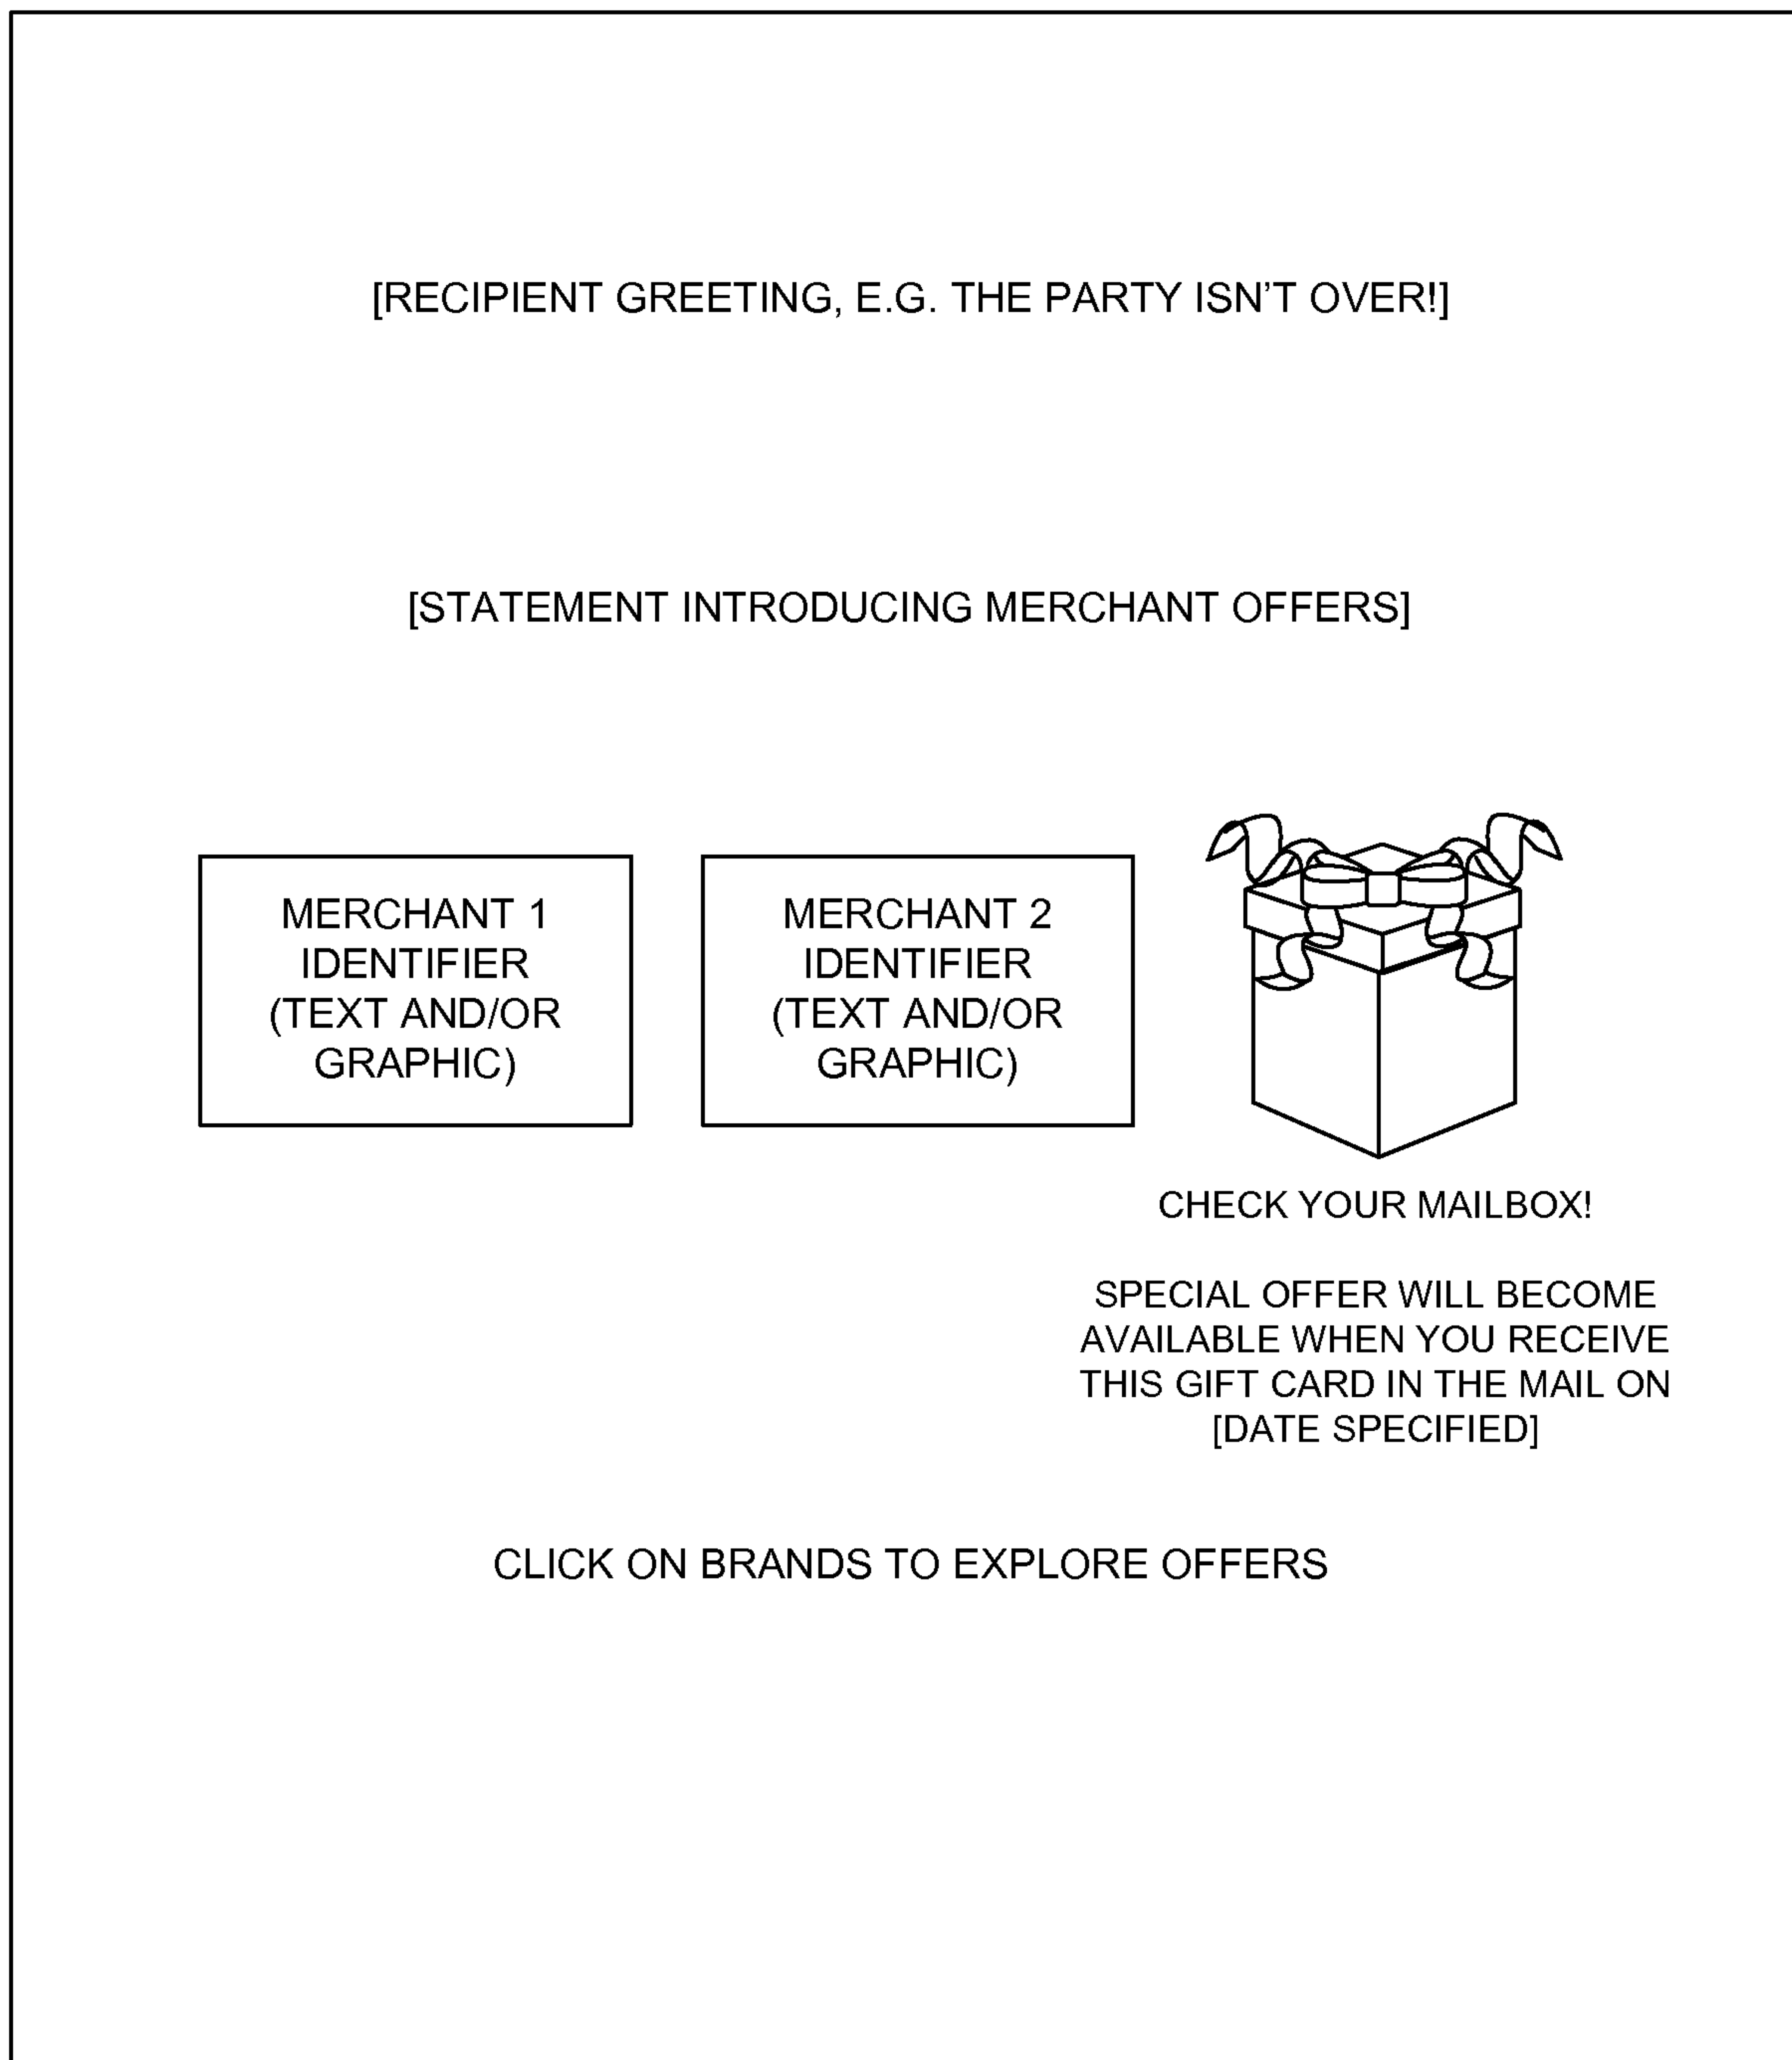 [RECIPIENT GREETING, E.G. THE PARTY ISN'T OVER!]
[STATEMENT INTRODUCING MERCHANT OFFERS]
MERCHANT 1
IDENTIFIER
(TEXT AND/OR
GRAPHIC)
MERCHANT 2
IDENTIFIER
(TEXT AND/OR
GRAPHIC)
CHECK YOUR MAILBOX!
SPECIAL OFFER WILL BECOME
AVAILABLE WHEN YOU RECEIVE
THIS GIFT CARD IN THE MAIL ON
[DATE SPECIFIED]
CLICK ON BRANDS TO EXPLORE OFFERS